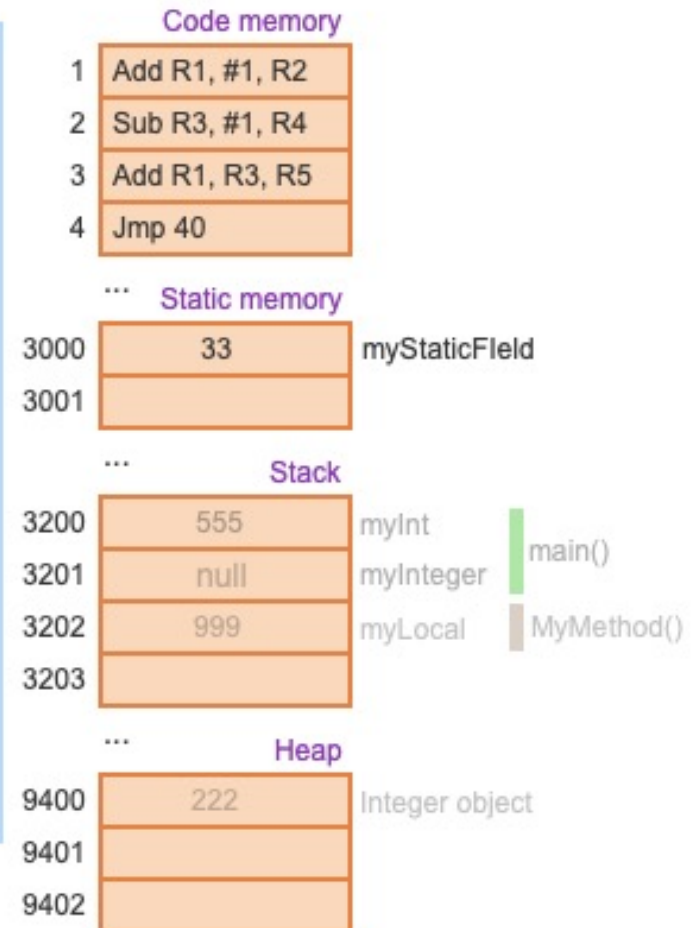 Code memory
1 Add R1, #1, R2
2 Sub R3, #1, R4
3 Add R1, R3, R5
4 Jmp 40
...
Static memory
3000 33 myStaticFIeld
3001
...
Stack
3200 555 myInt
main()
3201 null myInteger
3202 999 myLocal MyMethod()
3203
...
Heap
9400 222 Integer object
9401
9402